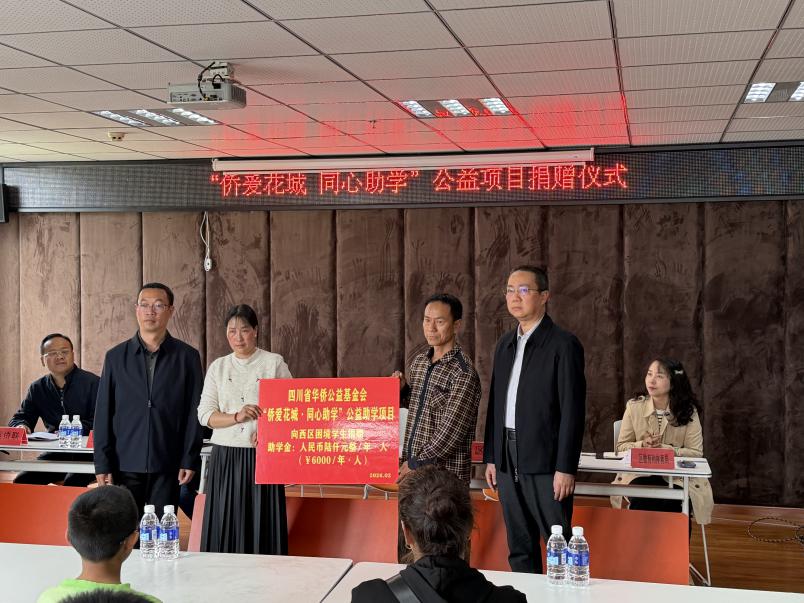 “侨爱花城 同心助学”公益项目捐赠仪式
四川省华侨公益基金会
“侨爱花城·同心助学”公益助学项目
向西区困境学生捐赠
助学金：人民币陆仟元整/年·人
（￥6000/年·人）